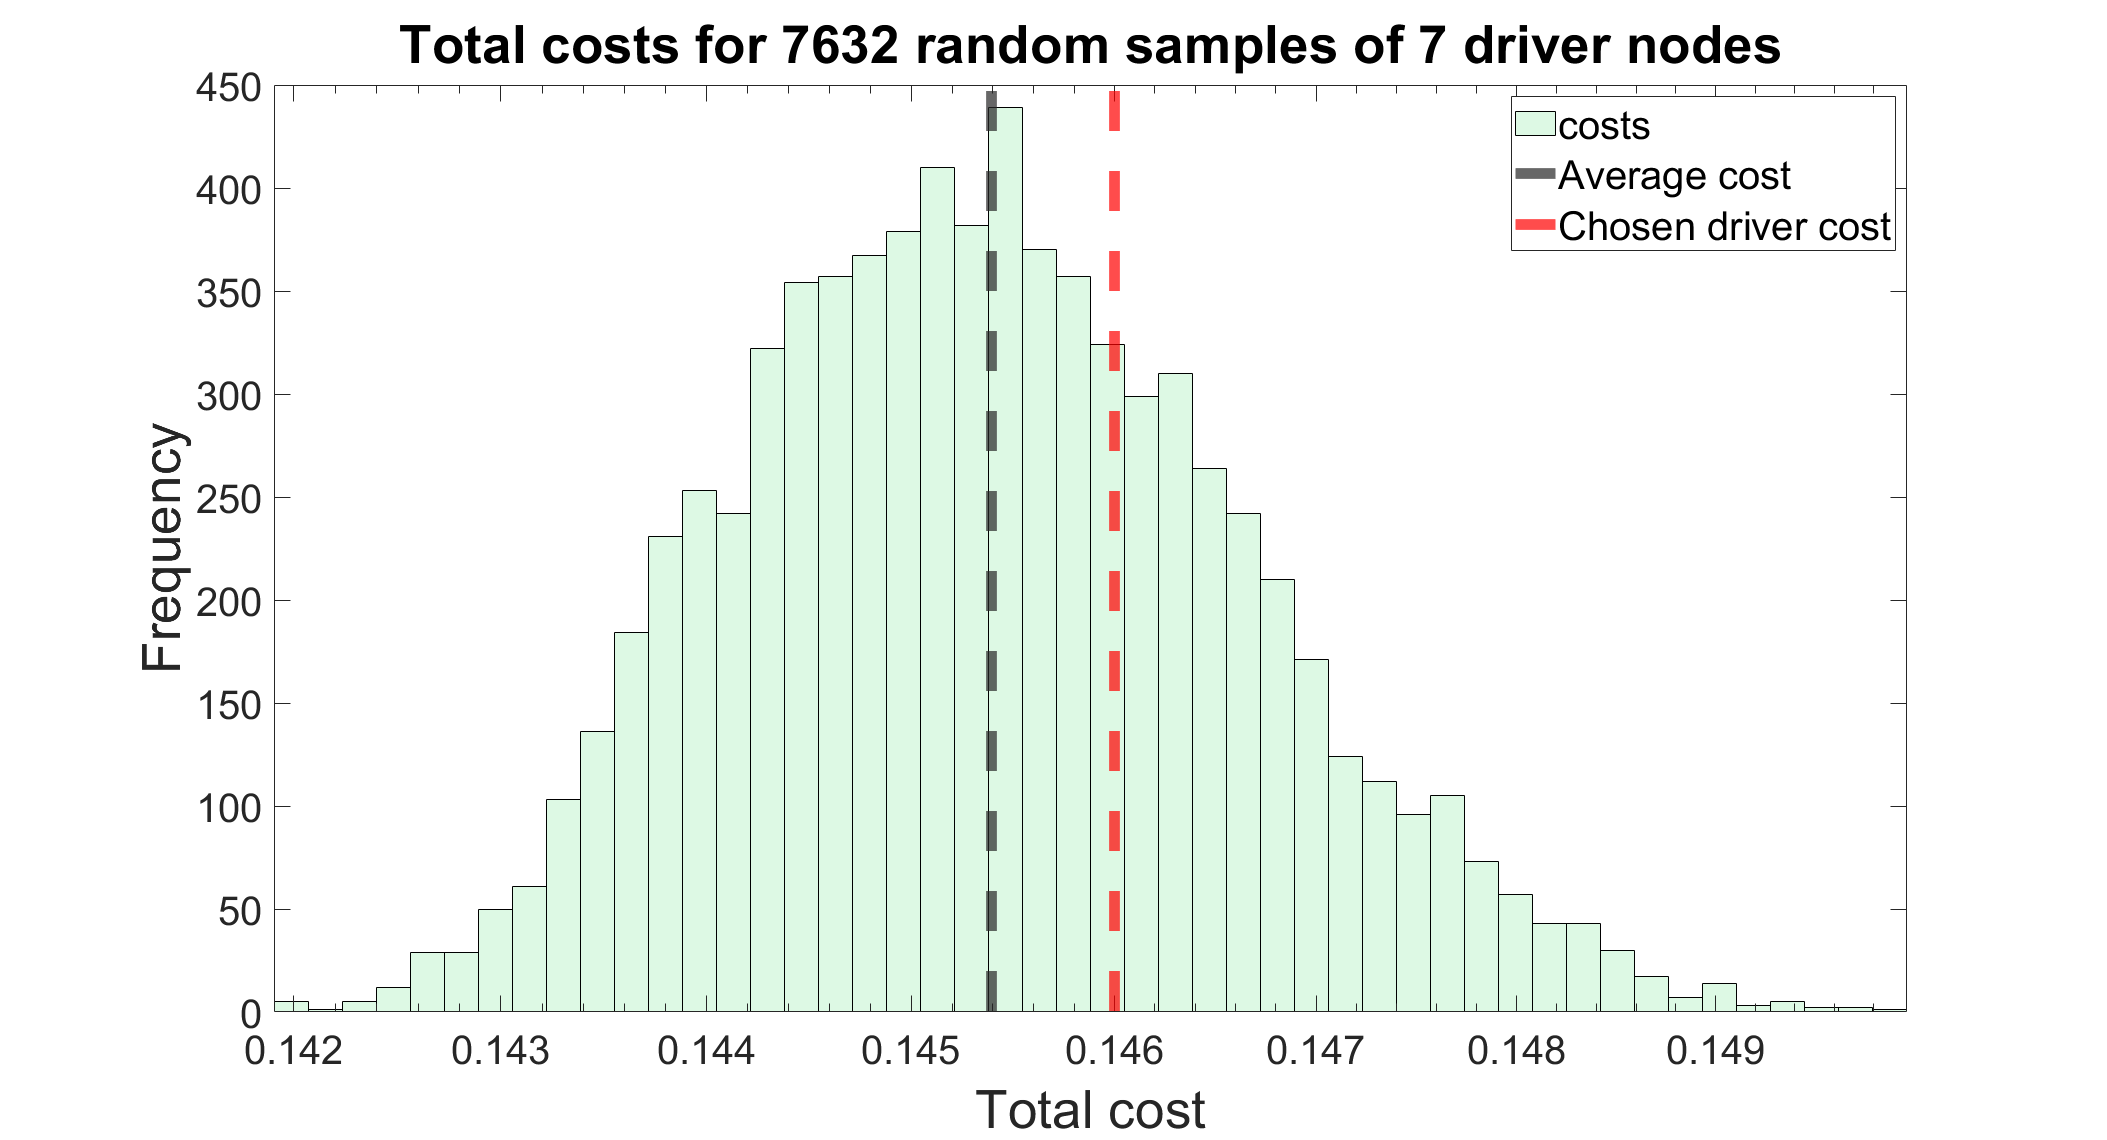 Total costs for 7632 random samples of 7 driver nodes
450
400
350
300
250
200
150
100
50
0
Frequency
costs
Average cost
Chosen driver cost
0.142 0.143 0.144 0.145 0.146 0.147 0.148 0.149
Total cost